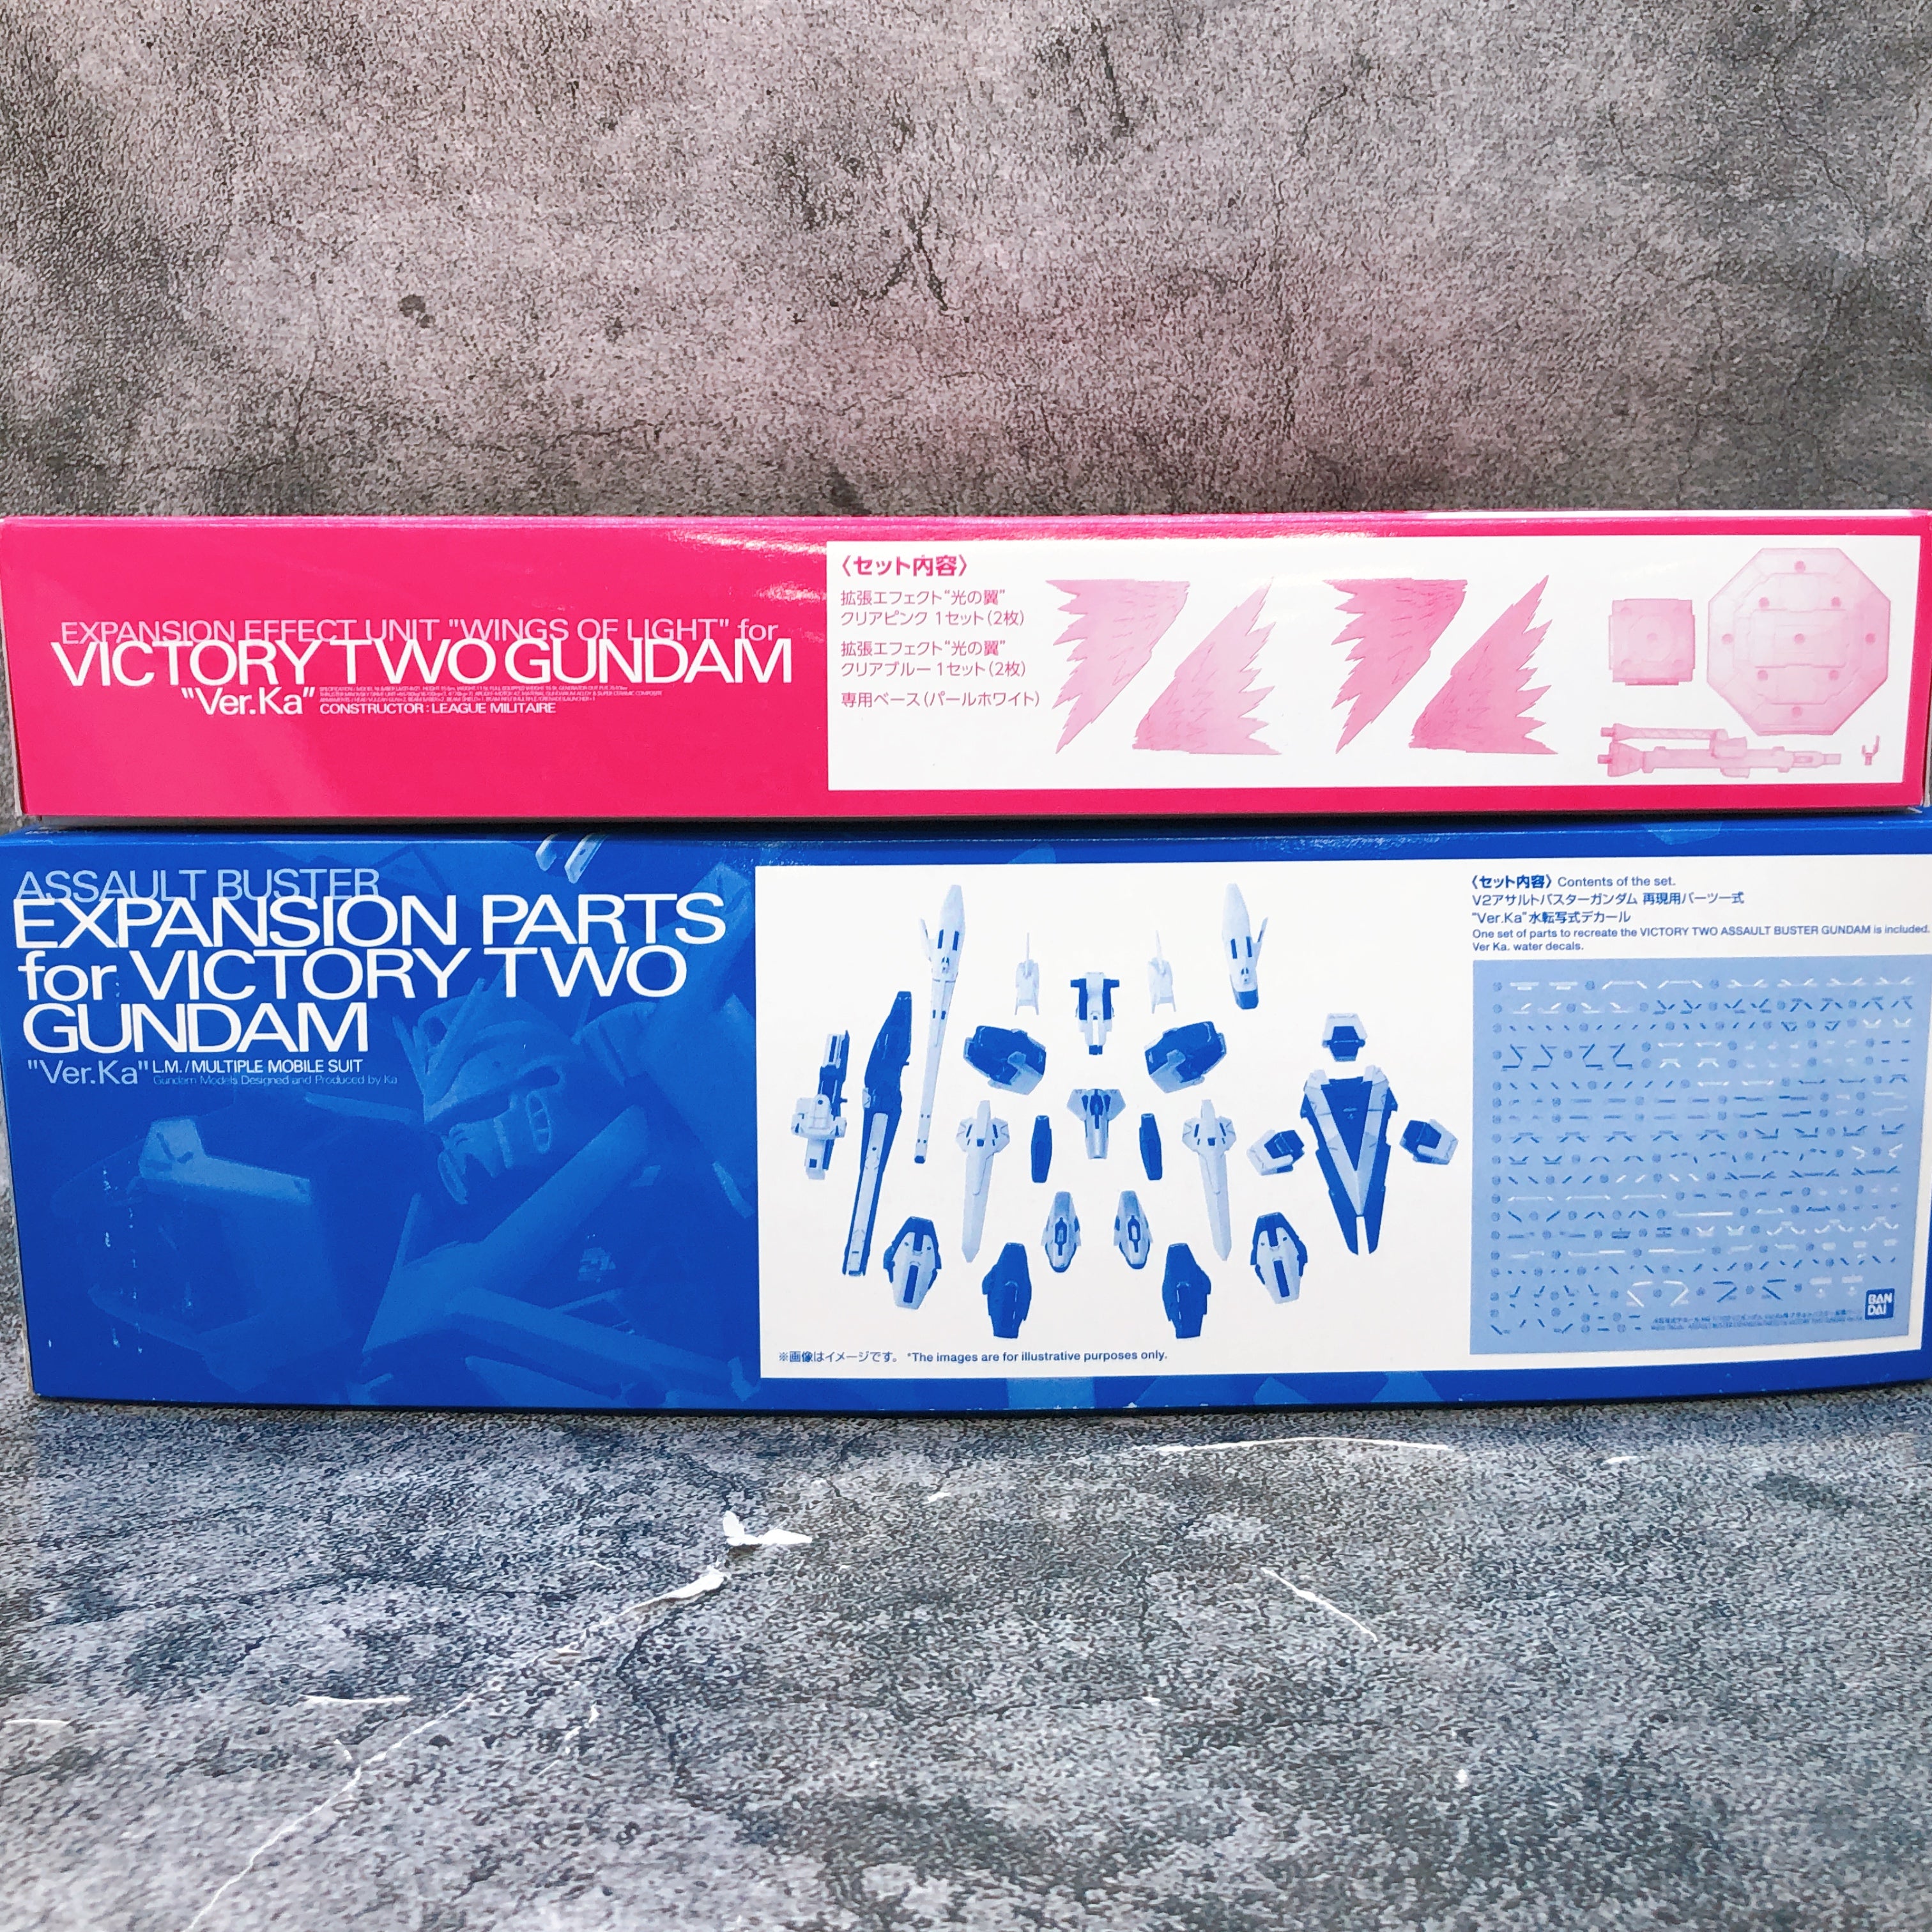 EXPANSION EFFECT UNIT "WINGS OF LIGHT" for
VICTORY TWO GUNDAM
"Ver.Ka"
CONSTRUCTOR : LEAGUE MILITAIRE
〈セット内容〉
拡張エフェクト“光の翼”
クリアピンク 1セット(2枚)
拡張エフェクト“光の翼”
クリアブルー 1セット(2枚)
専用ベース(パールホワイト)
ASSAULT BUSTER
EXPANSION PARTS
for VICTORY TWO
GUNDAM
"Ver.Ka" L.M. / MULTIPLE MOBILE SUIT
Gundam Models Designed and Produced by Ka
※画像はイメージです。 *The images are for illustrative purposes only.
〈セット内容〉 Contents of the set.
V2アサルトバスターガンダム 再現用パーツ一式
"Ver.Ka"水転写式デカール
One set of parts to recreate the VICTORY TWO ASSAULT BUSTER GUNDAM is included.
Ver Ka. water decals.
BAN
DAI